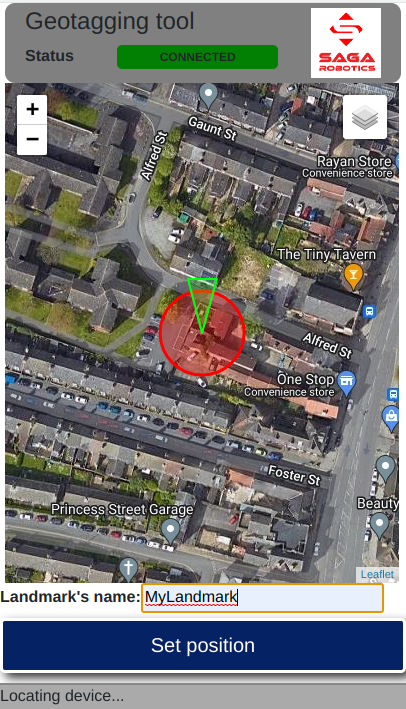 Geotagging tool
Status
CONNECTED
SAGA
ROBOTICS
+
−
Gaunt St
Alfred St
Rayan Store
Convenience store
The Tiny Tavern
Alfred St
One Stop
Convenience store
Foster St
Princess Street Garage
Beauty
Leaflet
Landmark's name: MyLandmark
Set position
Locating device...